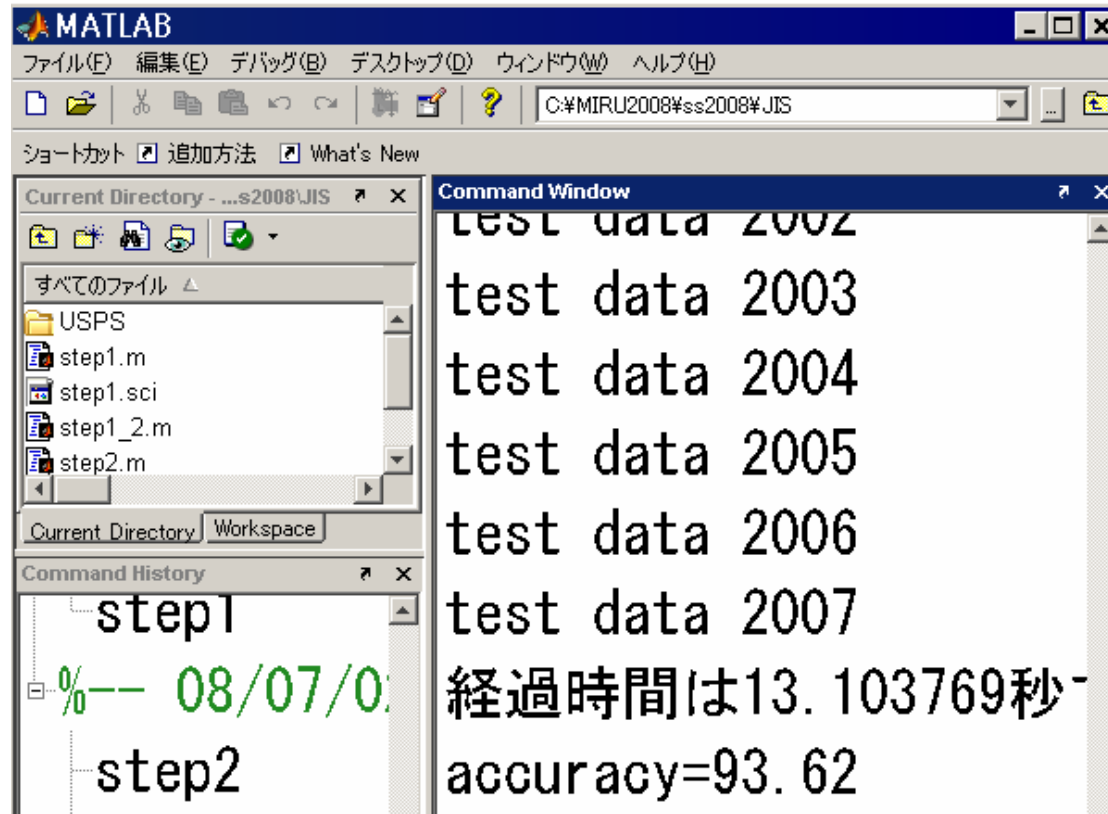 MATLAB
ファイル(F) 編集(E) デバッグ(B) デスクトップ(D) ウィンドウ(W) ヘルプ(H)
C:¥MIRU2008¥ss2008¥JIS
ショートカット 追加方法 What's New
Current Directory - ...s2008\JIS
すべてのファイル
USPS
step1.m
step1.sci
step1_2.m
step2.m
Current Directory Workspace
Command History
step1
%-- 08/07/0
step2
Command Window
test data 2002
test data 2003
test data 2004
test data 2005
test data 2006
test data 2007
経過時間は13.103769秒
accuracy=93.62